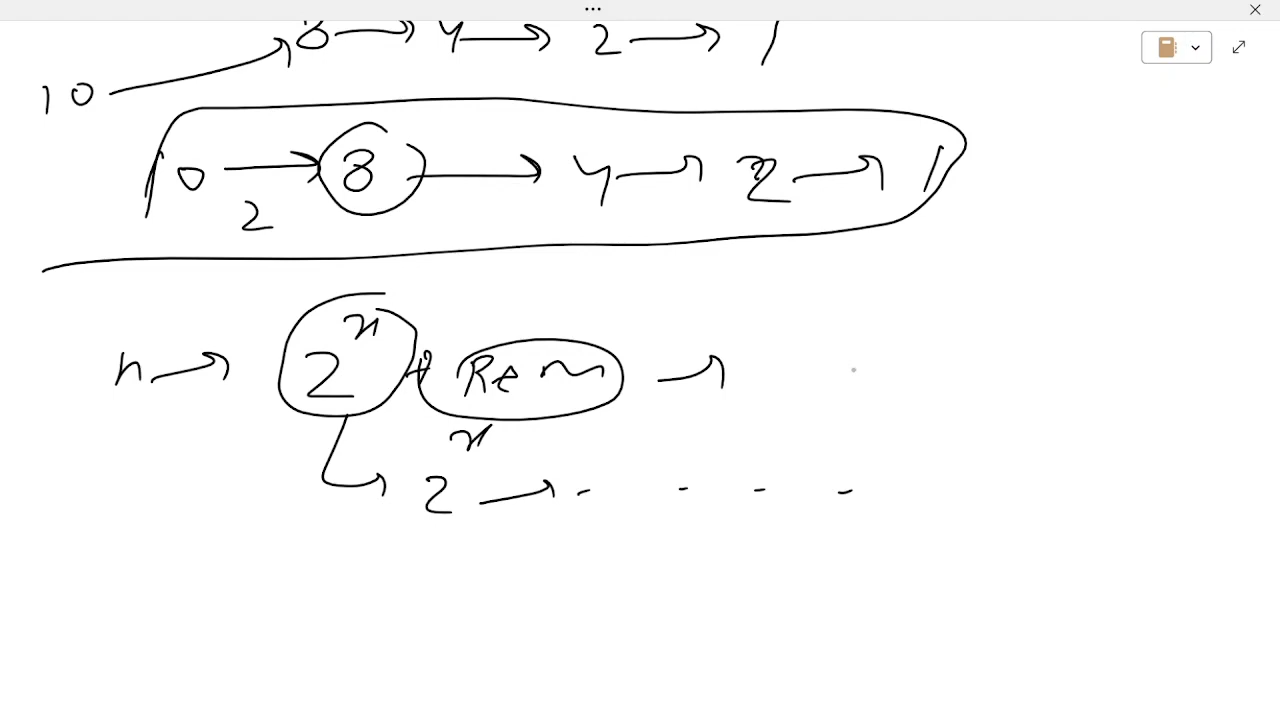 8 → 4 → 2 → 1
10
10 → 8 → 4 → 2 → 1
2
n → 2^x + Rem →
2^x → - - - -